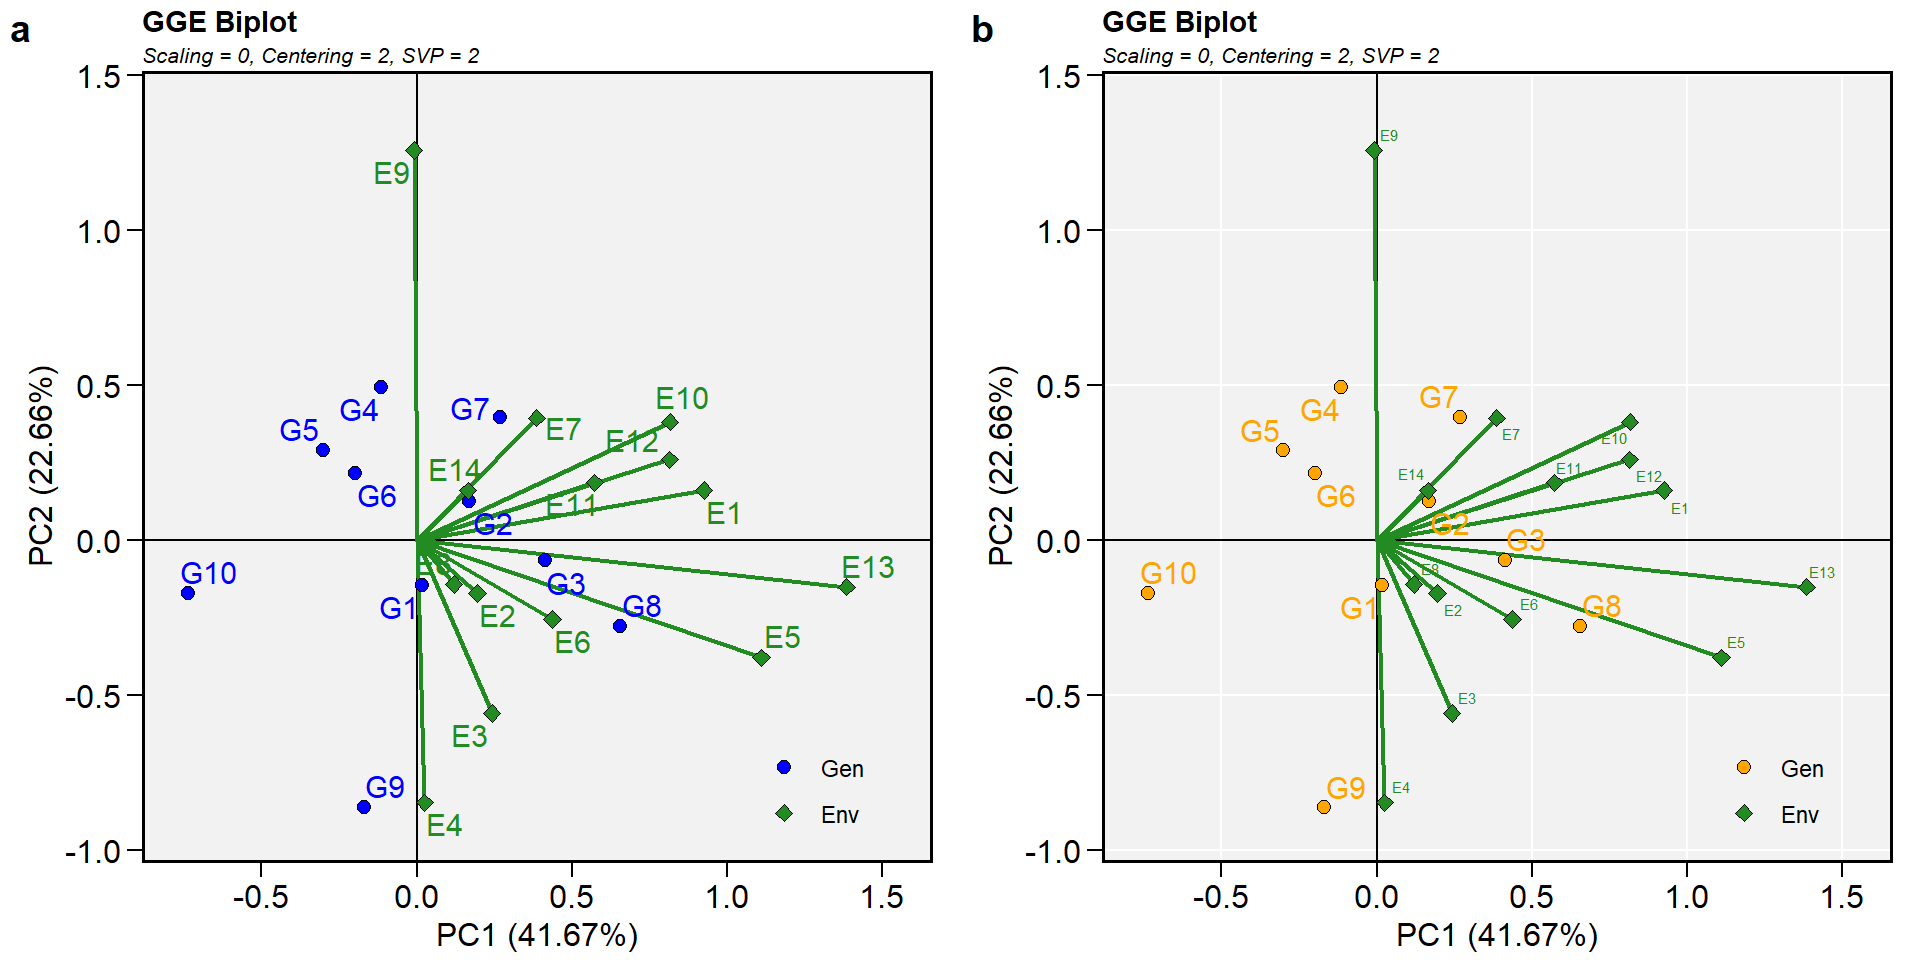 a
GGE Biplot
Scaling = 0, Centering = 2, SVP = 2
1.5
1.0
0.5
0.0
-0.5
-1.0
PC2 (22.66%)
E9
G4
G5
G6
G7
E7
E10
E12
E14
E11
G2
E1
G10
G1
E2
G3
E6
G8
E13
E5
E3
G9
E4
Gen
Env
-0.5
0.0
0.5
1.0
1.5
PC1 (41.67%)
b
GGE Biplot
Scaling = 0, Centering = 2, SVP = 2
1.5
1.0
0.5
0.0
-0.5
-1.0
PC2 (22.66%)
E9
G4
G5
G6
G7
E7
E10
E14
E11
E12
G2
E1
G3
G10
E8
E13
G1
E2
E6
G8
E5
E3
G9
E4
Gen
Env
-0.5
0.0
0.5
1.0
1.5
PC1 (41.67%)